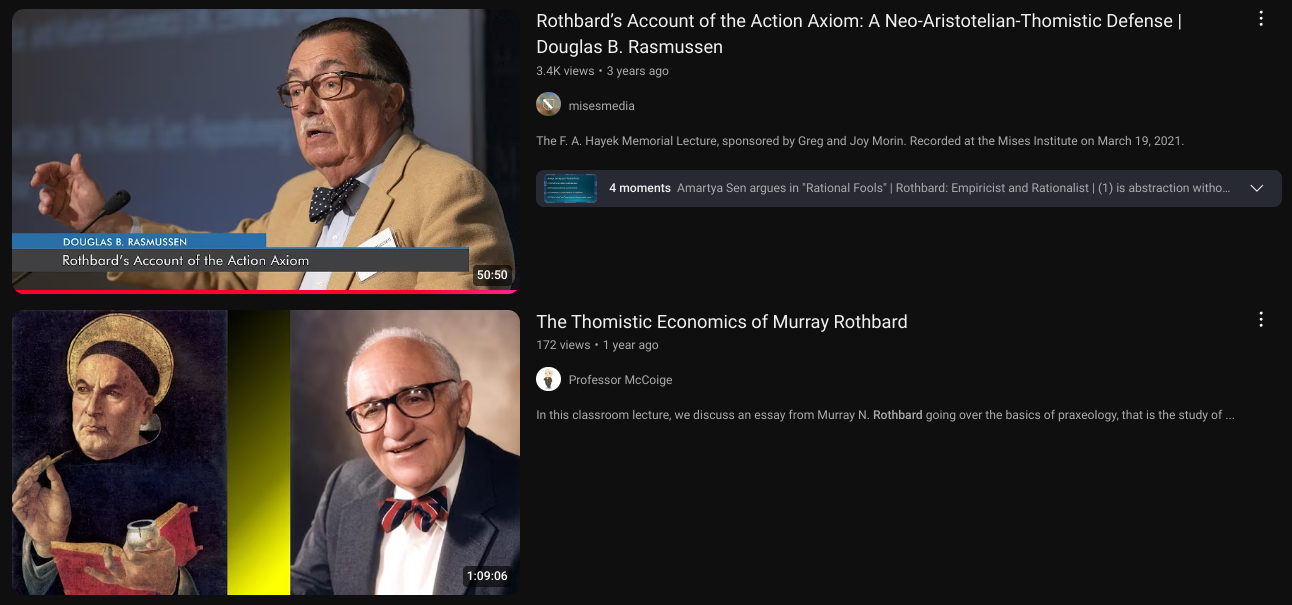 Rothbard's Account of the Action Axiom: A Neo-Aristotelian-Thomistic Defense |
Douglas B. Rasmussen
3.4K views • 3 years ago
misesmedia
The F. A. Hayek Memorial Lecture, sponsored by Greg and Joy Morin. Recorded at the Mises Institute on March 19, 2021.
4 moments Amartya Sen argues in "Rational Fools" | Rothbard: Empiricist and Rationalist | (1) is abstraction witho...
DOUGLAS B. RASMUSSEN
Rothbard's Account of the Action Axiom
50:50
The Thomistic Economics of Murray Rothbard
172 views • 1 year ago
Professor McCoige
In this classroom lecture, we discuss an essay from Murray N. Rothbard going over the basics of praxeology, that is the study of ...
1:09:06